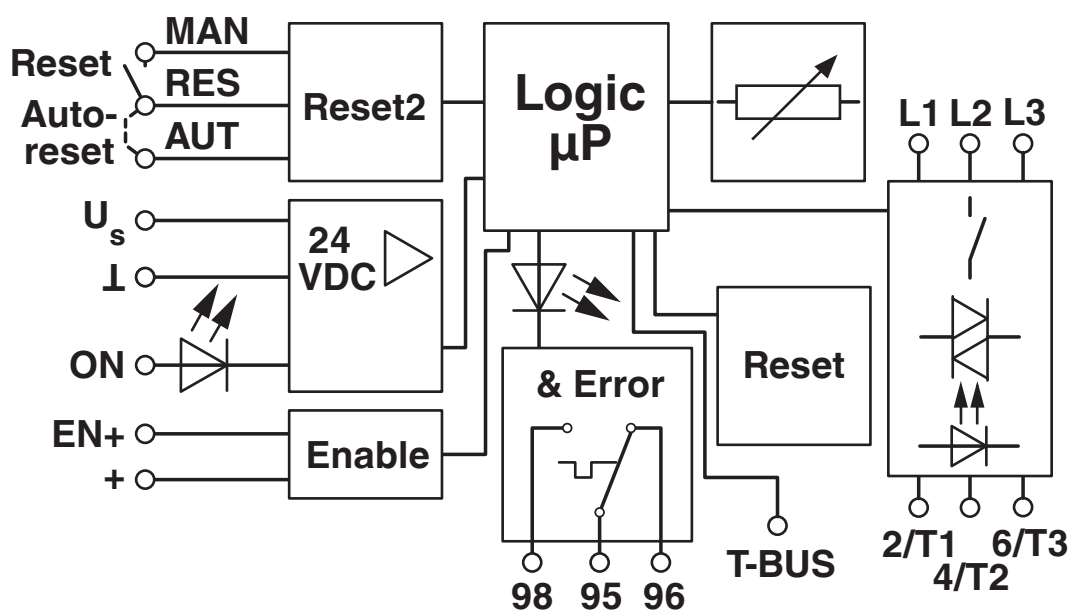 MAN
Reset
RES
Auto-
reset
AUT
Reset2
Logic
µP
L1 L2 L3
Us
24
VDC
⊥
ON
EN+
+
Enable
& Error
Reset
98 95 96
T-BUS
2/T1 6/T3
4/T2